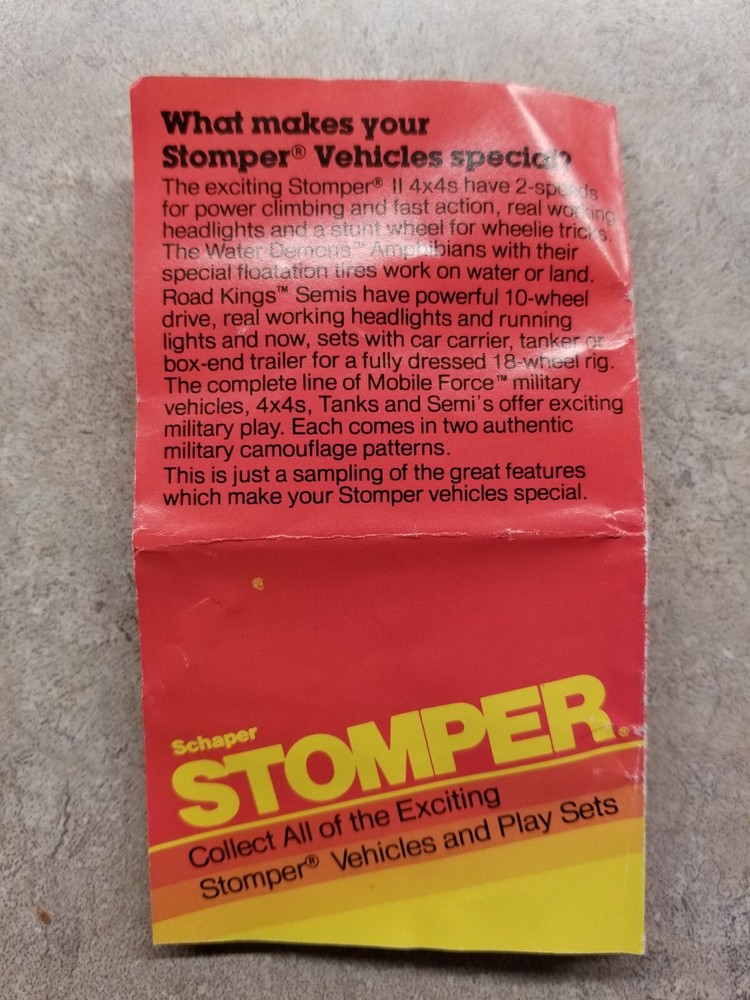 What makes your
Stomper® Vehicles special?
The exciting Stomper® II 4x4s have 2-speeds
for power climbing and fast action, real working
headlights and a stunt wheel for wheelie tricks.
The Water Demons™ Amphibians with their
special floatation tires work on water or land.
Road Kings™ Semis have powerful 10-wheel
drive, real working headlights and running
lights and now, sets with car carrier, tanker or
box-end trailer for a fully dressed 18-wheel rig.
The complete line of Mobile Force™ military
vehicles, 4x4s, Tanks and Semi's offer exciting
military play. Each comes in two authentic
military camouflage patterns.
This is just a sampling of the great features
which make your Stomper vehicles special.
Schaper
STOMPER®
Collect All of the Exciting
Stomper® Vehicles and Play Sets